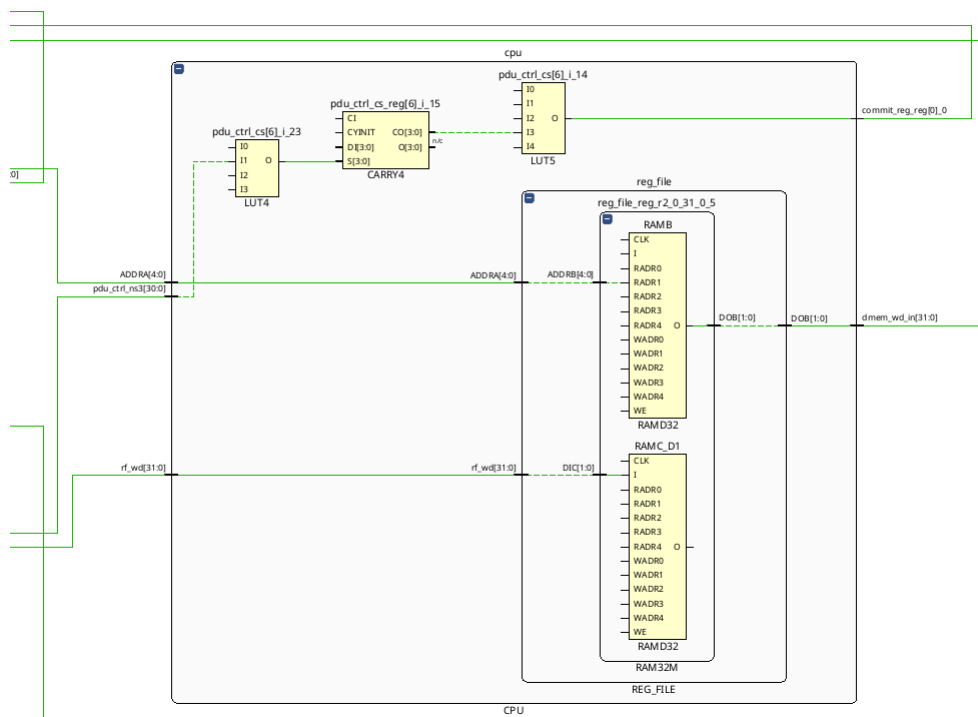 cpu
pdu_ctrl_cs[6]_i_14
I0
I1
I2 O
I3
I4
LUT5
commit_reg_reg[0]_0
pdu_ctrl_cs_reg[6]_i_15
CI
CYINIT CO[3:0]
DI[3:0] O[3:0]
S[3:0]
n/c
CARRY4
pdu_ctrl_cs[6]_i_23
I0
I1 O
I2
I3
LUT4
:0]
reg_file
reg_file_reg_r2_0_31_0_5
RAMB
CLK
I
RADR0
RADR1
RADR2
RADR3
RADR4 O
WADR0
WADR1
WADR2
WADR3
WADR4
WE
RAMD32
ADDRA[4:0]
pdu_ctrl_ns3[30:0]
ADDRA[4:0]
ADDRB[4:0]
DOB[1:0]
DOB[1:0]
dmem_wd_in[31:0]
RAMC_D1
CLK
I
RADR0
RADR1
RADR2
RADR3
RADR4 O
WADR0
WADR1
WADR2
WADR3
WADR4
WE
RAMD32
rf_wd[31:0]
rf_wd[31:0]
DIC[1:0]
RAM32M
REG_FILE
CPU